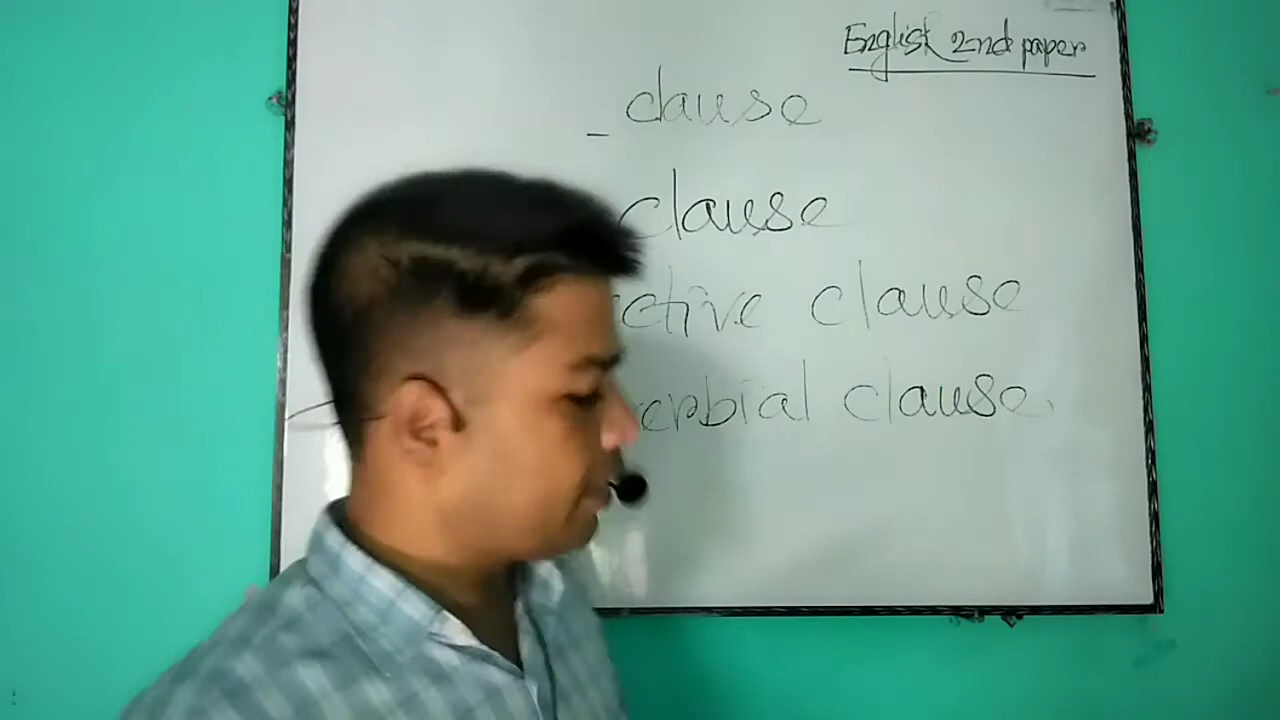 English 2nd paper
_ clause
clause
ctive clause
erbial clause